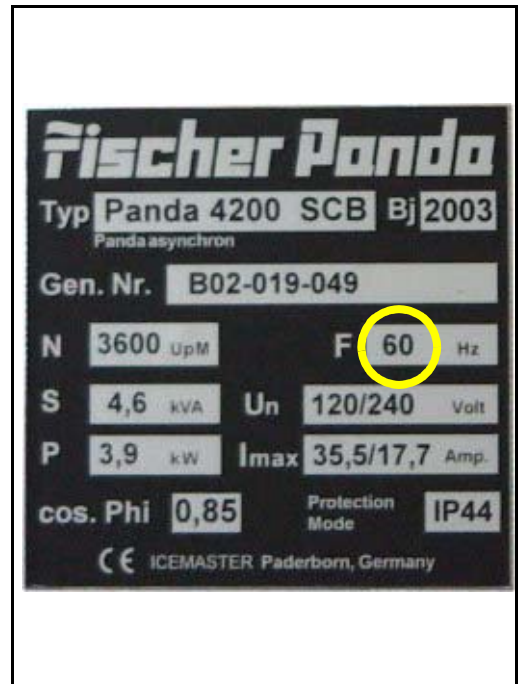 Fischer Panda
Typ Panda 4200 SCB Bj 2003
Panda asynchron
Gen. Nr. B02-019-049
N 3600 UpM F 60 Hz
S 4,6 kVA Un 120/240 Volt
P 3,9 kW Imax 35,5/17,7 Amp.
cos. Phi 0,85 Protection Mode IP44
CE ICEMASTER Paderborn, Germany